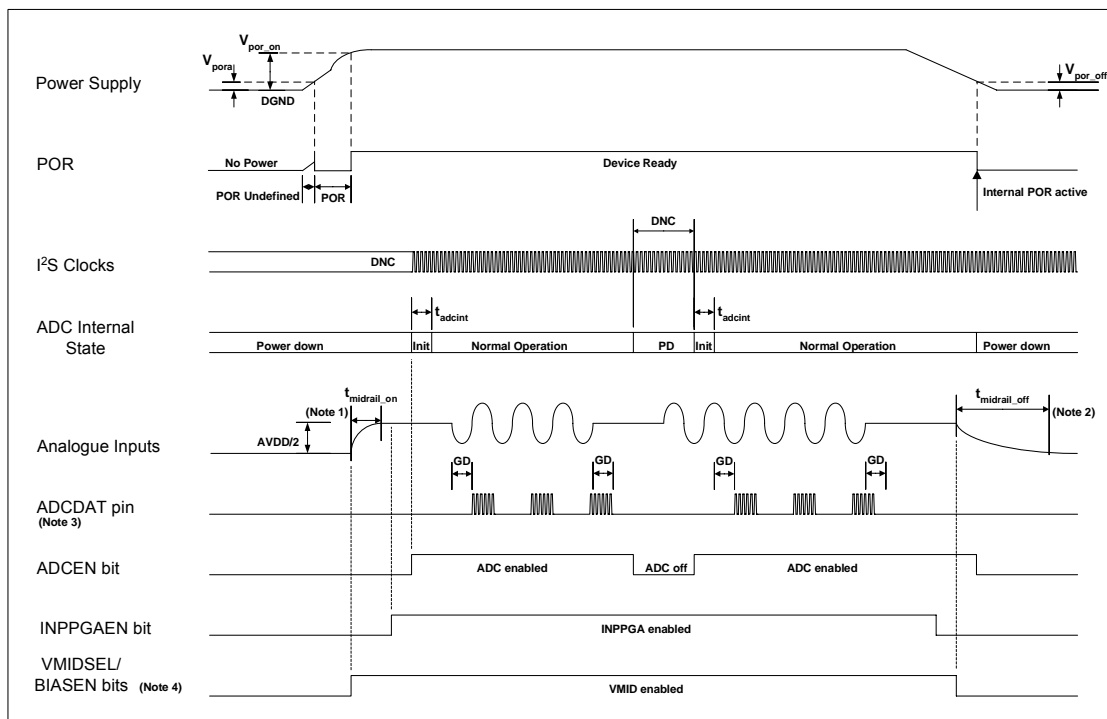 V_por_on
V_pora
V_por_off
Power Supply
DGND
POR
No Power
Device Ready
POR Undefined
POR
Internal POR active
DNC
I²S Clocks
DNC
t_adcint
t_adcint
ADC Internal
State
Power down
Init
Normal Operation
PD
Init
Normal Operation
Power down
t_midrail_on
t_midrail_off
(Note 1)
(Note 2)
Analogue Inputs
AVDD/2
GD
GD
GD
GD
ADCDAT pin
(Note 3)
ADCEN bit
ADC enabled
ADC off
ADC enabled
INPPGAEN bit
INPPGA enabled
VMIDSEL/
BIASEN bits (Note 4)
VMID enabled